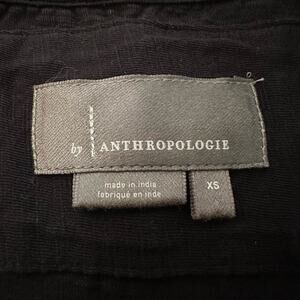 by ANTHROPOLOGIE
made in india
fabriqué en inde
XS